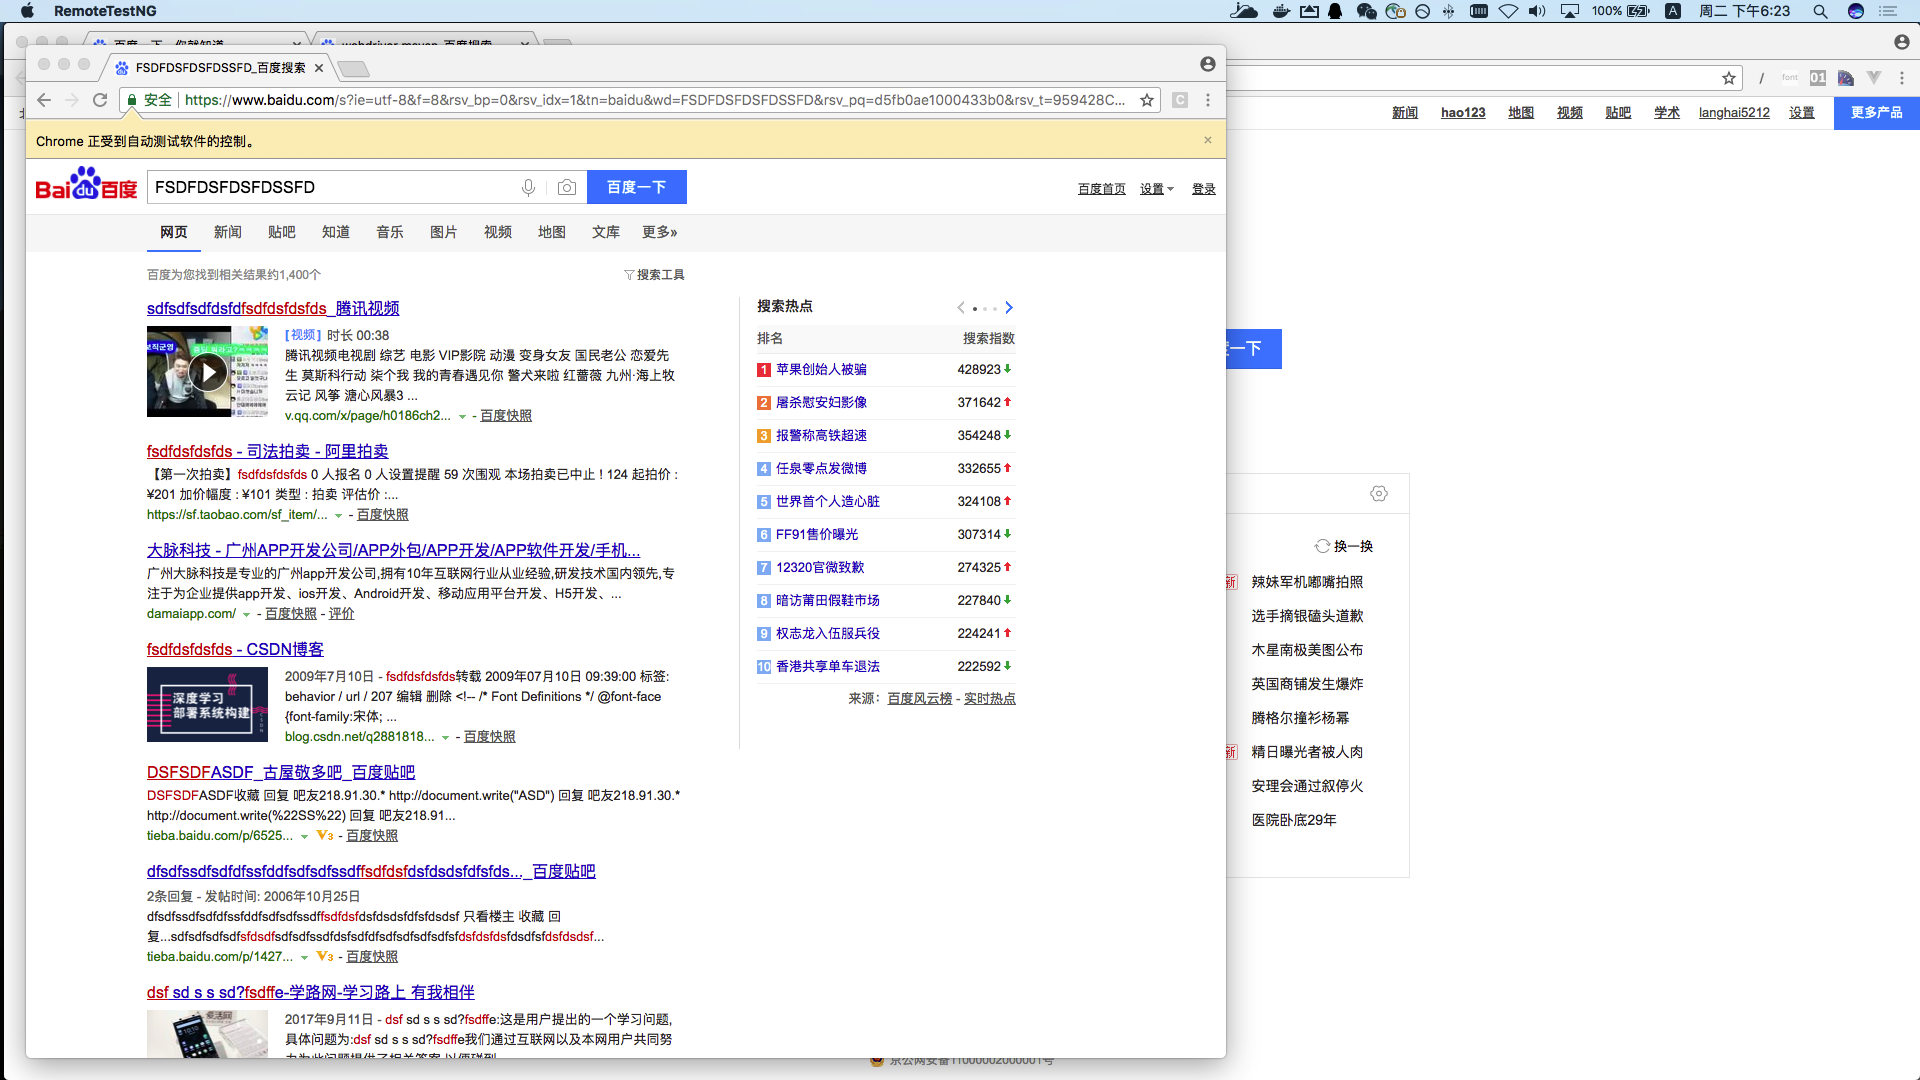 RemoteTestNG
100%
周二 下午6:23
FSDFDSFDSFDSSFD_百度搜索
安全
https://www.baidu.com/s?ie=utf-8&f=8&rsv_bp=0&rsv_idx=1&tn=baidu&wd=FSDFDSFDSFDSSFD&rsv_pq=d5fb0ae1000433b0&rsv_t=959428C...
Chrome 正受到自动测试软件的控制。
Bai du 百度
FSDFDSFDSFDSSFD
百度一下
百度首页 设置 登录
网页 新闻 贴吧 知道 音乐 图片 视频 地图 文库 更多»
百度为您找到相关结果约1,400个
搜索工具
sdfsdfsdfdsfdfsdfdsfdsfds_腾讯视频
[视频] 时长 00:38
腾讯视频电视剧 综艺 电影 VIP影院 动漫 变身女友 国民老公 恋爱先
生 莫斯科行动 柒个我 我的青春遇见你 警犬来啦 红蔷薇 九州·海上牧
云记 风筝 溏心风暴3 ...
v.qq.com/x/page/h0186ch2... - 百度快照
fsdfdsfdsfds - 司法拍卖 - 阿里拍卖
【第一次拍卖】fsdfdsfdsfds 0 人报名 0 人设置提醒 59 次围观 本场拍卖已中止 ! 124 起拍价 :
¥201 加价幅度 : ¥101 类型 : 拍卖 评估价 :...
https://sf.taobao.com/sf_item/... - 百度快照
大脉科技 - 广州APP开发公司/APP外包/APP开发/APP软件开发/手机...
广州大脉科技是专业的广州app开发公司,拥有10年互联网行业从业经验,研发技术国内领先,专
注于为企业提供app开发、ios开发、Android开发、移动应用平台开发、H5开发、...
damaiapp.com/ - 百度快照 - 评价
fsdfdsfdsfds - CSDN博客
深度学习
部署系统构建
2009年7月10日 - fsdfdsfdsfds转载 2009年07月10日 09:39:00 标签:
behavior / url / 207 编辑 删除 <!-- /* Font Definitions */ @font-face
{font-family:宋体; ...
blog.csdn.net/q2881818... - 百度快照
DSFSDFASDF_古屋敬多吧_百度贴吧
DSFSDFASDF收藏 回复 吧友218.91.30.* http://document.write("ASD") 回复 吧友218.91.30.*
http://document.write(%22SS%22) 回复 吧友218.91...
tieba.baidu.com/p/6525... V3 - 百度快照
dfsdfssdfsdfdfssfddfsdfsdfssdffsdfdsfdsfdsdsfdfsfds..._百度贴吧
2条回复 - 发帖时间: 2006年10月25日
dfsdfssdfsdfdfssfddfsdfsdfssdffsdfdsfdsfdsdsfdfsfdsdsf 只看楼主 收藏 回
复...sdfsdfsdfsdfsfdsdfsdfsdfssdfdsfsdfdfsdfsdfsdfsdfsfdsfdsfdsfdsdfsfdsfdsdsf...
tieba.baidu.com/p/1427... V3 - 百度快照
dsf sd s s sd?fsdffe-学路网-学习路上 有我相伴
2017年9月11日 - dsf sd s s sd?fsdffe:这是用户提出的一个学习问题,
具体问题为:dsf sd s s sd?fsdffe我们通过互联网以及本网用户共同努
搜索热点
排名 搜索指数
1 苹果创始人被骗 428923
2 屠杀慰安妇影像 371642
3 报警称高铁超速 354248
4 任泉零点发微博 332655
5 世界首个人造心脏 324108
6 FF91售价曝光 307314
7 12320官微致歉 274325
8 暗访莆田假鞋市场 227840
9 权志龙入伍服兵役 224241
10 香港共享单车退法 222592
来源：百度风云榜 - 实时热点
新闻 hao123 地图 视频 贴吧 学术 langhai5212 设置 更多产品
一下
换一换
新 辣妹军机嘟嘴拍照
选手摘银磕头道歉
木星南极美图公布
英国商铺发生爆炸
腾格尔撞衫杨幂
新 精日曝光者被人肉
安理会通过叙停火
医院卧底29年
京公网安备11000002000001号